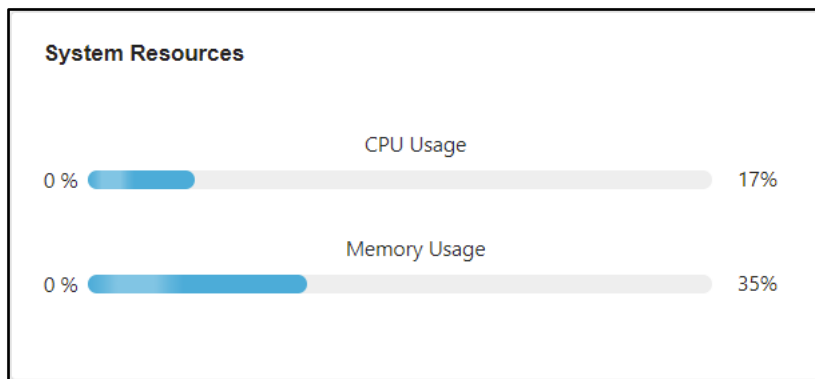 System Resources
CPU Usage
0 % 17%
Memory Usage
0 % 35%